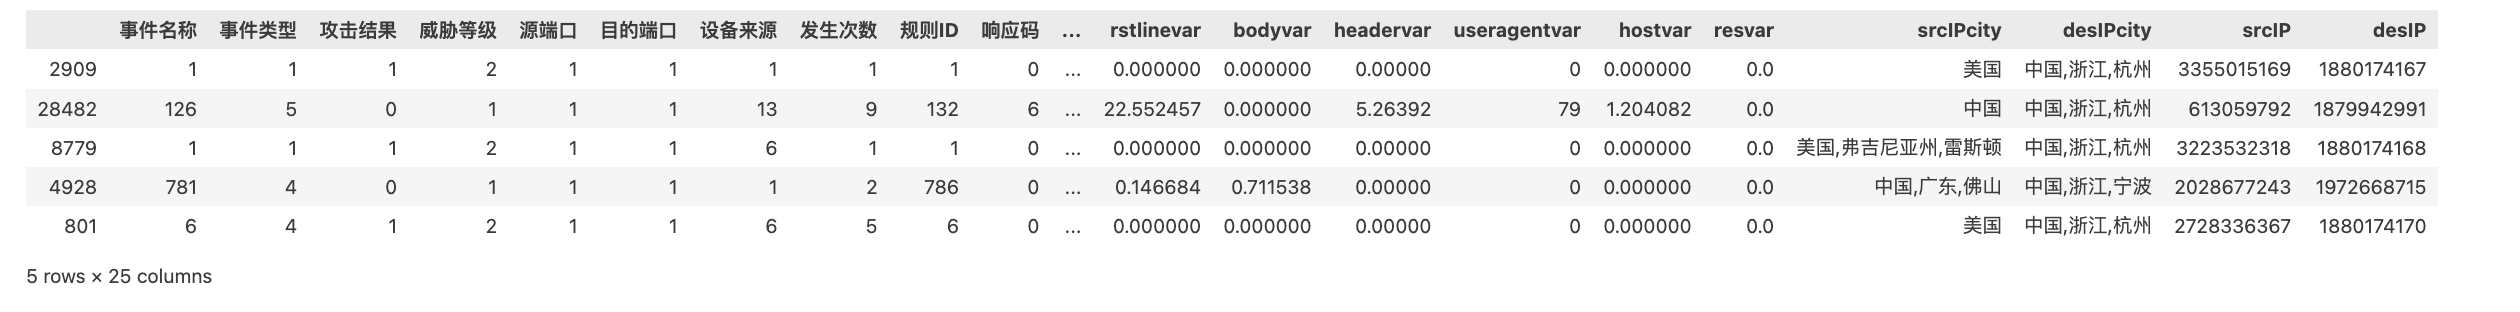 事件名称 事件类型 攻击结果 威胁等级 源端口 目的端口 设备来源 发生次数 规则ID 响应码 ... rstlinevar bodyvar headervar useragentvar hostvar resvar srcIPcity desIPcity srcIP desIP
2909 1 1 1 2 1 1 1 1 1 0 ... 0.000000 0.000000 0.00000 0 0.000000 0.0 美国 中国,浙江,杭州 3355015169 1880174167
28482 126 5 0 1 1 1 13 9 132 6 ... 22.552457 0.000000 5.26392 79 1.204082 0.0 中国 中国,浙江,杭州 613059792 1879942991
8779 1 1 1 2 1 1 6 1 1 0 ... 0.000000 0.000000 0.00000 0 0.000000 0.0 美国,弗吉尼亚州,雷斯顿 中国,浙江,杭州 3223532318 1880174168
4928 781 4 0 1 1 1 1 2 786 0 ... 0.146684 0.711538 0.00000 0 0.000000 0.0 中国,广东,佛山 中国,浙江,宁波 2028677243 1972668715
801 6 4 1 2 1 1 6 5 6 0 ... 0.000000 0.000000 0.00000 0 0.000000 0.0 美国 中国,浙江,杭州 2728336367 1880174170
5 rows × 25 columns